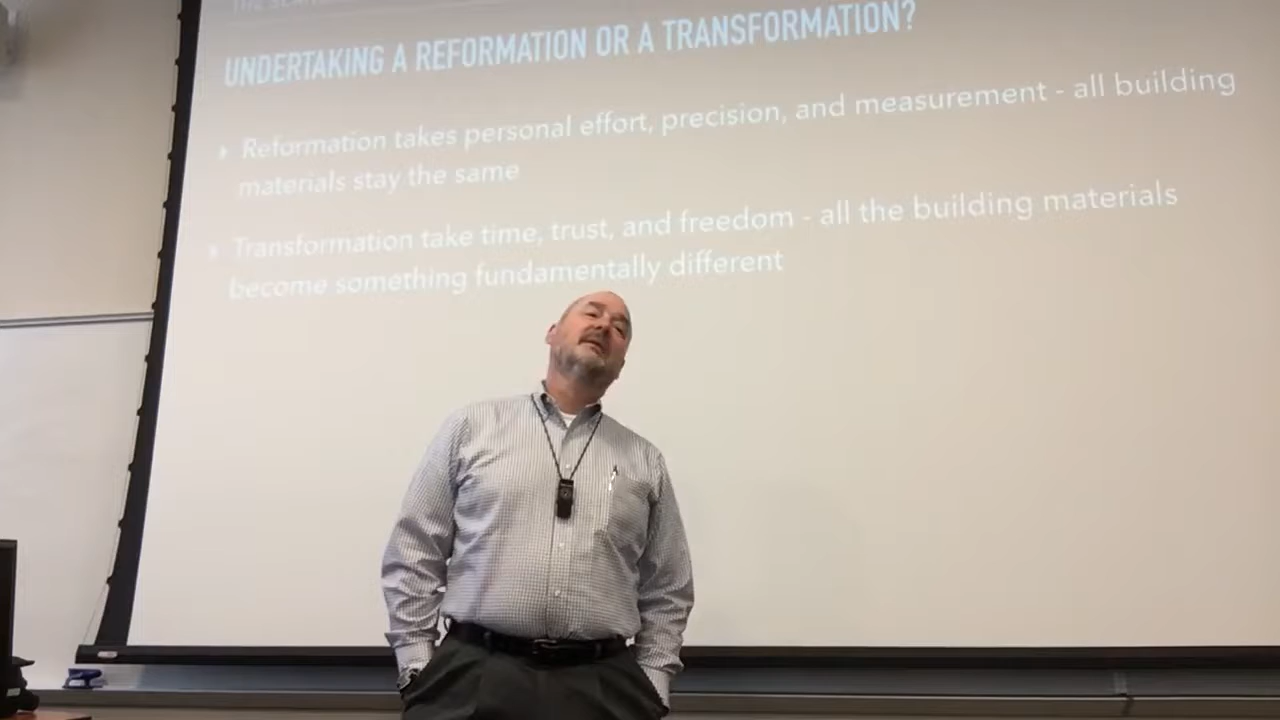 THE
UNDERTAKING A REFORMATION OR A TRANSFORMATION?
Reformation takes personal effort, precision, and measurement - all building
materials stay the same
Transformation take time, trust, and freedom - all the building materials
become something fundamentally different